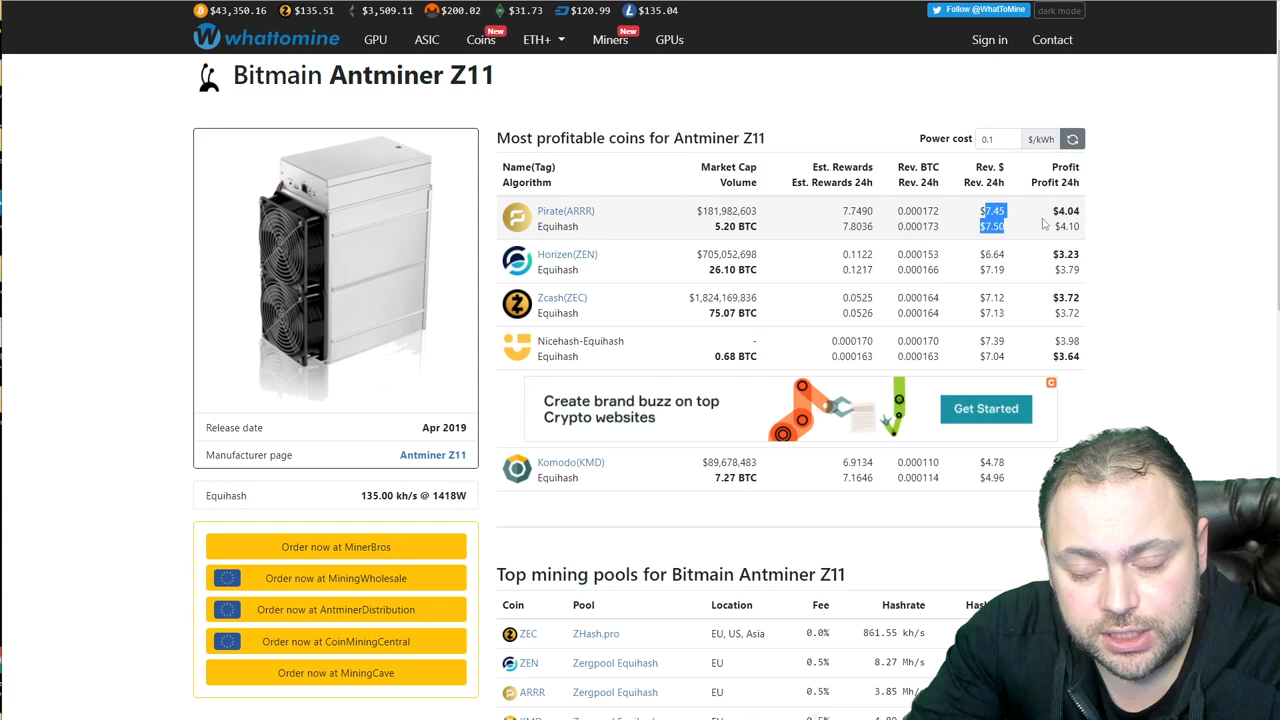 $43,350.16 $135.51 $3,509.11 $200.02 $31.73 $120.99 $135.04 Follow @WhatToMine dark mode
whattomine GPU ASIC Coins New ETH+ Miners New GPUs Sign in Contact
Bitmain Antminer Z11
Most profitable coins for Antminer Z11 Power cost 0.1 $/kWh
Name(Tag) Market Cap Est. Rewards Rev. BTC Rev. $ Profit
Algorithm Volume Est. Rewards 24h Rev. 24h Rev. 24h Profit 24h
Pirate(ARRR) $181,982,603 7.7490 0.000172 $7.45 $4.04
Equihash 5.20 BTC 7.8036 0.000173 $7.50 $4.10
Horizen(ZEN) $705,052,698 0.1122 0.000153 $6.64 $3.23
Equihash 26.10 BTC 0.1217 0.000166 $7.19 $3.79
Zcash(ZEC) $1,824,169,836 0.0525 0.000164 $7.12 $3.72
Equihash 75.07 BTC 0.0526 0.000164 $7.13 $3.72
Nicehash-Equihash - 0.000170 0.000170 $7.39 $3.98
Equihash 0.68 BTC 0.000163 0.000163 $7.04 $3.64
Create brand buzz on top
Crypto websites
Get Started
Komodo(KMD) $89,678,483 6.9134 0.000110 $4.78
Equihash 7.27 BTC 7.1646 0.000114 $4.96
Release date Apr 2019
Manufacturer page Antminer Z11
Equihash 135.00 kh/s @ 1418W
Order now at MinerBros
Order now at MiningWholesale
Order now at AntminerDistribution
Order now at CoinMiningCentral
Order now at MiningCave
Top mining pools for Bitmain Antminer Z11
Coin Pool Location Fee Hashrate
ZEC ZHash.pro EU, US, Asia 0.0% 861.55 kh/s
ZEN Zergpool Equihash EU 0.5% 8.27 Mh/s
ARRR Zergpool Equihash EU 0.5% 3.85 Mh/s